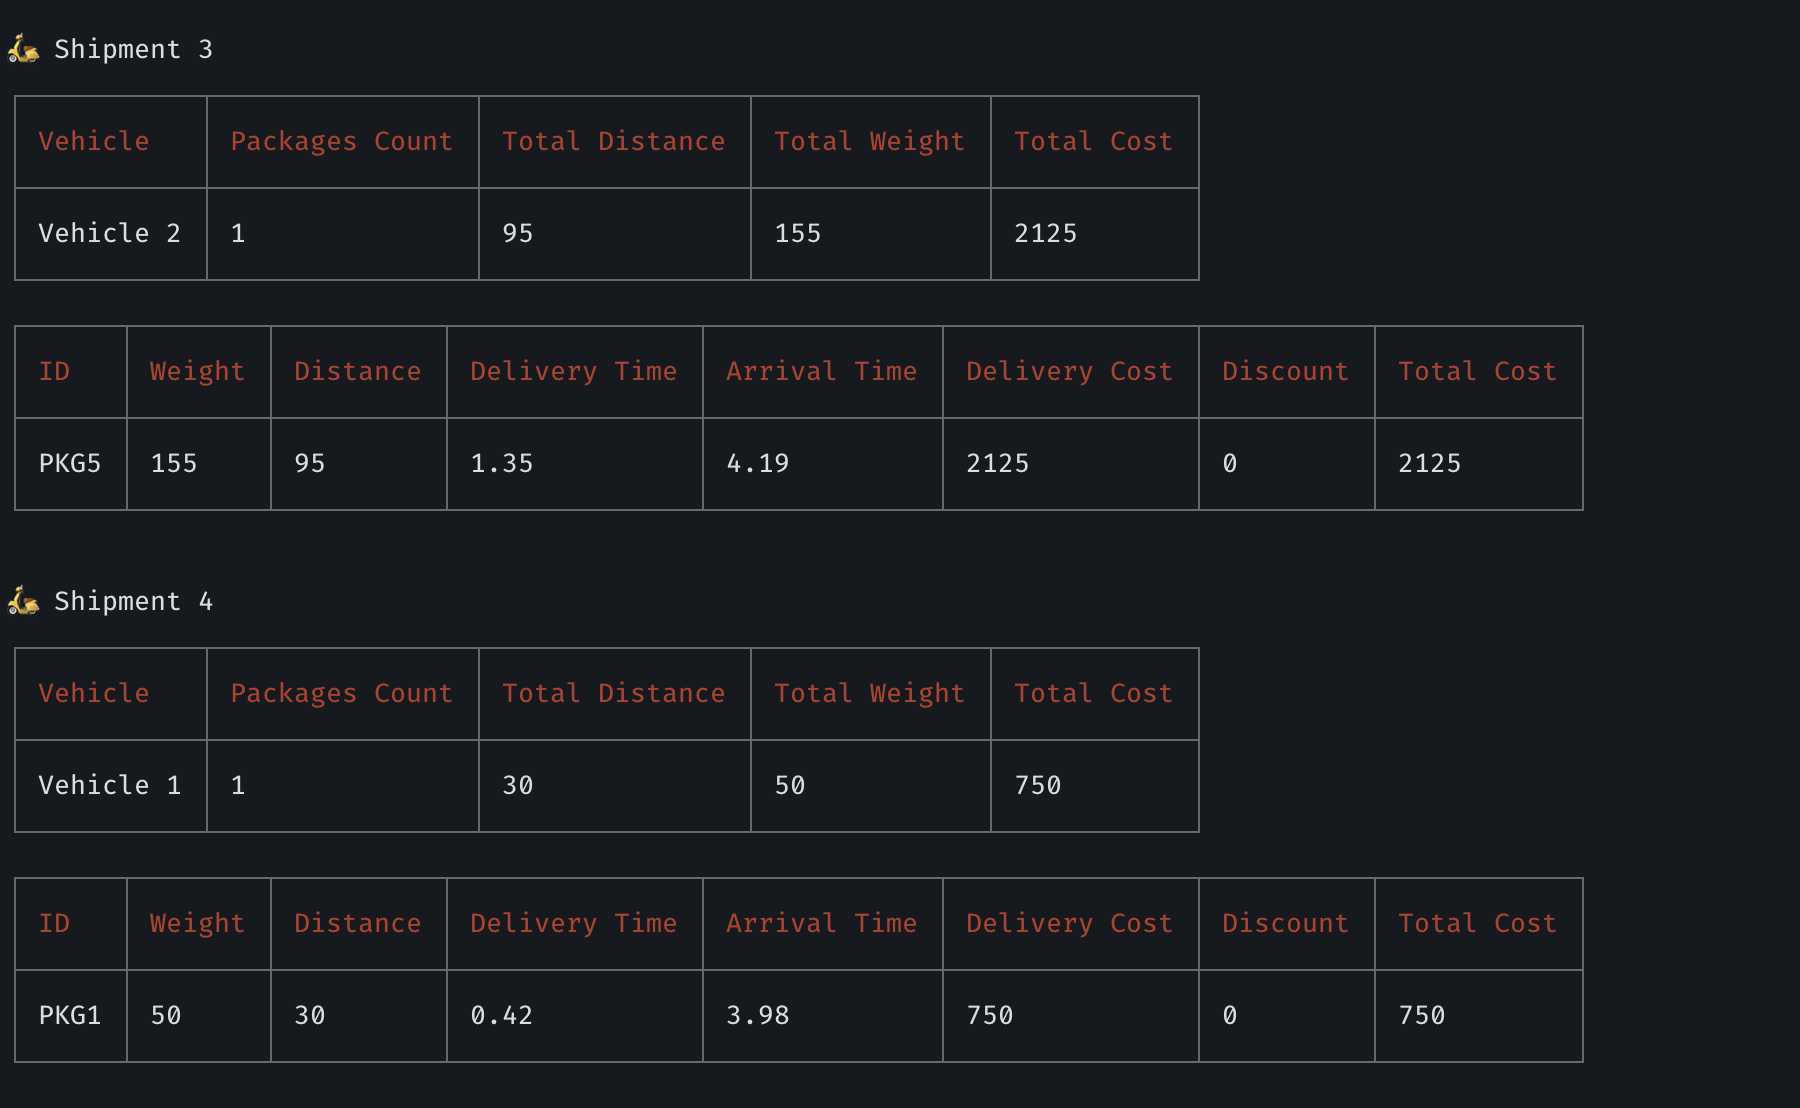 🛵 Shipment 3
Vehicle Packages Count Total Distance Total Weight Total Cost
Vehicle 2 1 95 155 2125
ID Weight Distance Delivery Time Arrival Time Delivery Cost Discount Total Cost
PKG5 155 95 1.35 4.19 2125 0 2125
🛵 Shipment 4
Vehicle Packages Count Total Distance Total Weight Total Cost
Vehicle 1 1 30 50 750
ID Weight Distance Delivery Time Arrival Time Delivery Cost Discount Total Cost
PKG1 50 30 0.42 3.98 750 0 750